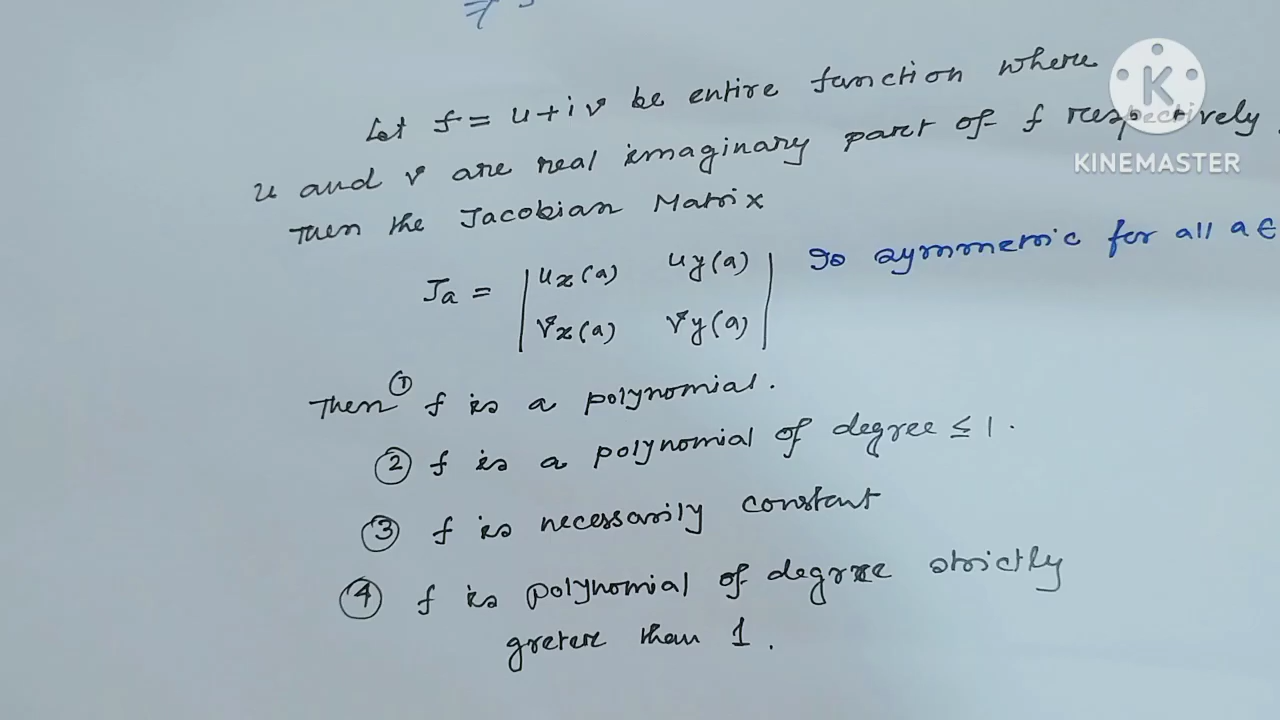 Let f = u+iv be entire function where
u and v are real imaginary part of f respectively.
Then the Jacobian Matrix
Ja = | ux(a) uy(a) | Is symmetric for all a ∈
| vx(a) vy(a) |
Then ① f is a polynomial.
② f is a polynomial of degree ≤ 1.
③ f is necessarily constant
④ f is polynomial of degree strictly
greter than 1.
K
KINEMASTER